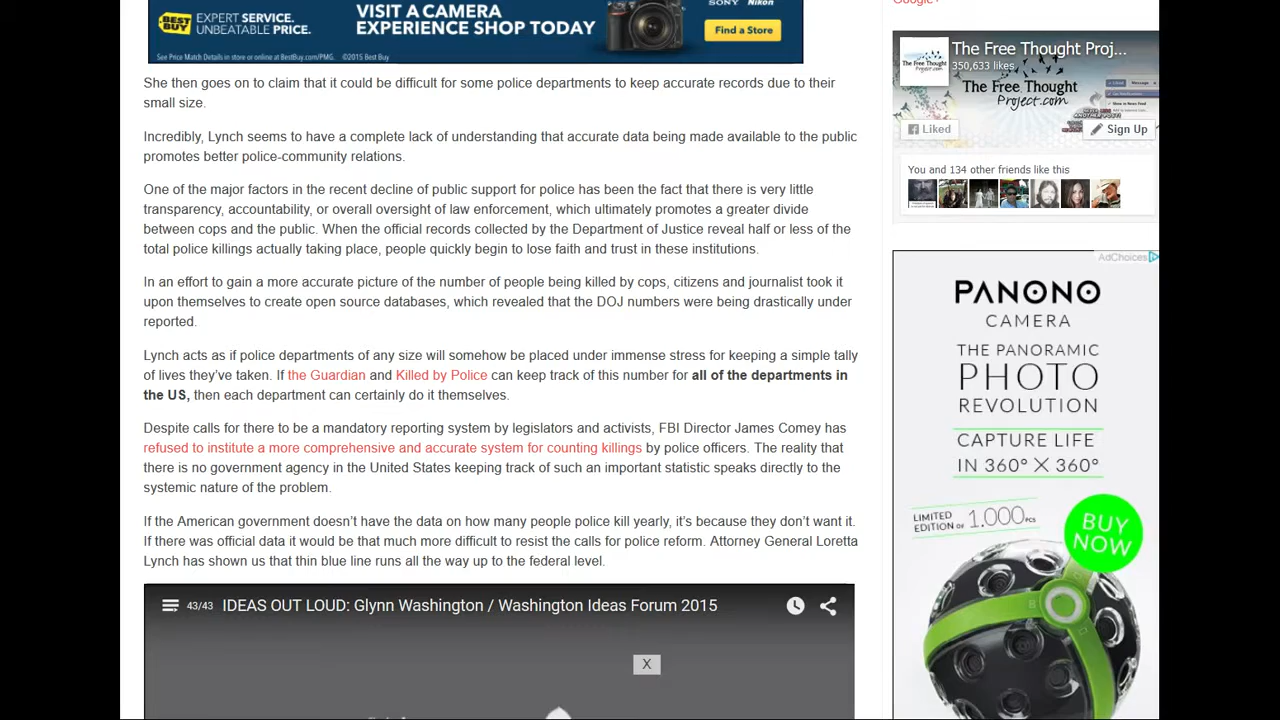 BEST BUY
EXPERT SERVICE.
UNBEATABLE PRICE.
VISIT A CAMERA
EXPERIENCE SHOP TODAY
SONY Nikon
Find a Store
See Price Match Details in store or online at BestBuy.com/PMG. ©2015 Best Buy
She then goes on to claim that it could be difficult for some police departments to keep accurate records due to their
small size.
Incredibly, Lynch seems to have a complete lack of understanding that accurate data being made available to the public
promotes better police-community relations.
One of the major factors in the recent decline of public support for police has been the fact that there is very little
transparency, accountability, or overall oversight of law enforcement, which ultimately promotes a greater divide
between cops and the public. When the official records collected by the Department of Justice reveal half or less of the
total police killings actually taking place, people quickly begin to lose faith and trust in these institutions.
In an effort to gain a more accurate picture of the number of people being killed by cops, citizens and journalist took it
upon themselves to create open source databases, which revealed that the DOJ numbers were being drastically under
reported.
Lynch acts as if police departments of any size will somehow be placed under immense stress for keeping a simple tally
of lives they've taken. If the Guardian and Killed by Police can keep track of this number for all of the departments in
the US, then each department can certainly do it themselves.
Despite calls for there to be a mandatory reporting system by legislators and activists, FBI Director James Comey has
refused to institute a more comprehensive and accurate system for counting killings by police officers. The reality that
there is no government agency in the United States keeping track of such an important statistic speaks directly to the
systemic nature of the problem.
If the American government doesn't have the data on how many people police kill yearly, it's because they don't want it.
If there was official data it would be that much more difficult to resist the calls for police reform. Attorney General Loretta
Lynch has shown us that thin blue line runs all the way up to the federal level.
43/43 IDEAS OUT LOUD: Glynn Washington / Washington Ideas Forum 2015
X
Google+
The Free Thought Proj...
350,633 likes
The Free Thought
Project.com
Liked
Sign Up
You and 134 other friends like this
AdChoices
PANONO
CAMERA
THE PANORAMIC
PHOTO
REVOLUTION
CAPTURE LIFE
IN 360° X 360°
LIMITED
EDITION OF 1.000 PCS
BUY
NOW